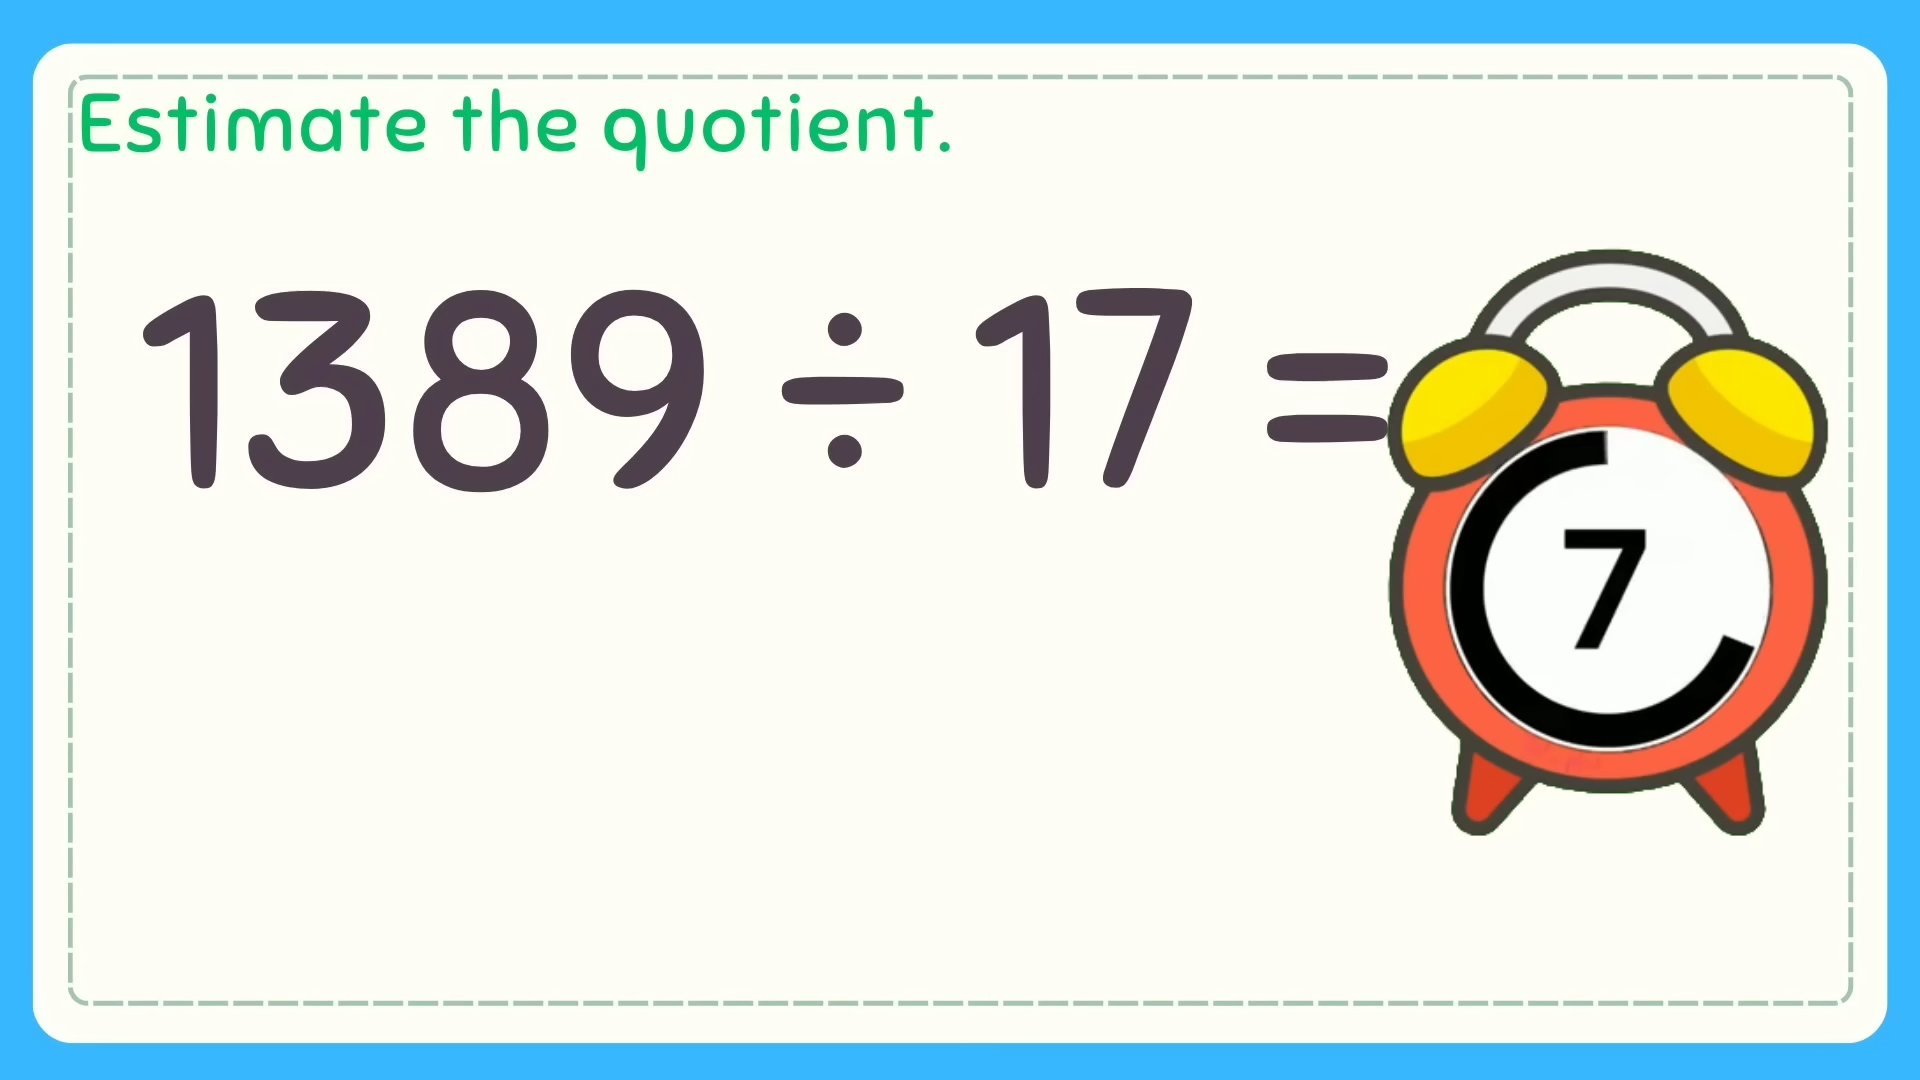 Estimate the quotient.
1389 ÷ 17 =
7